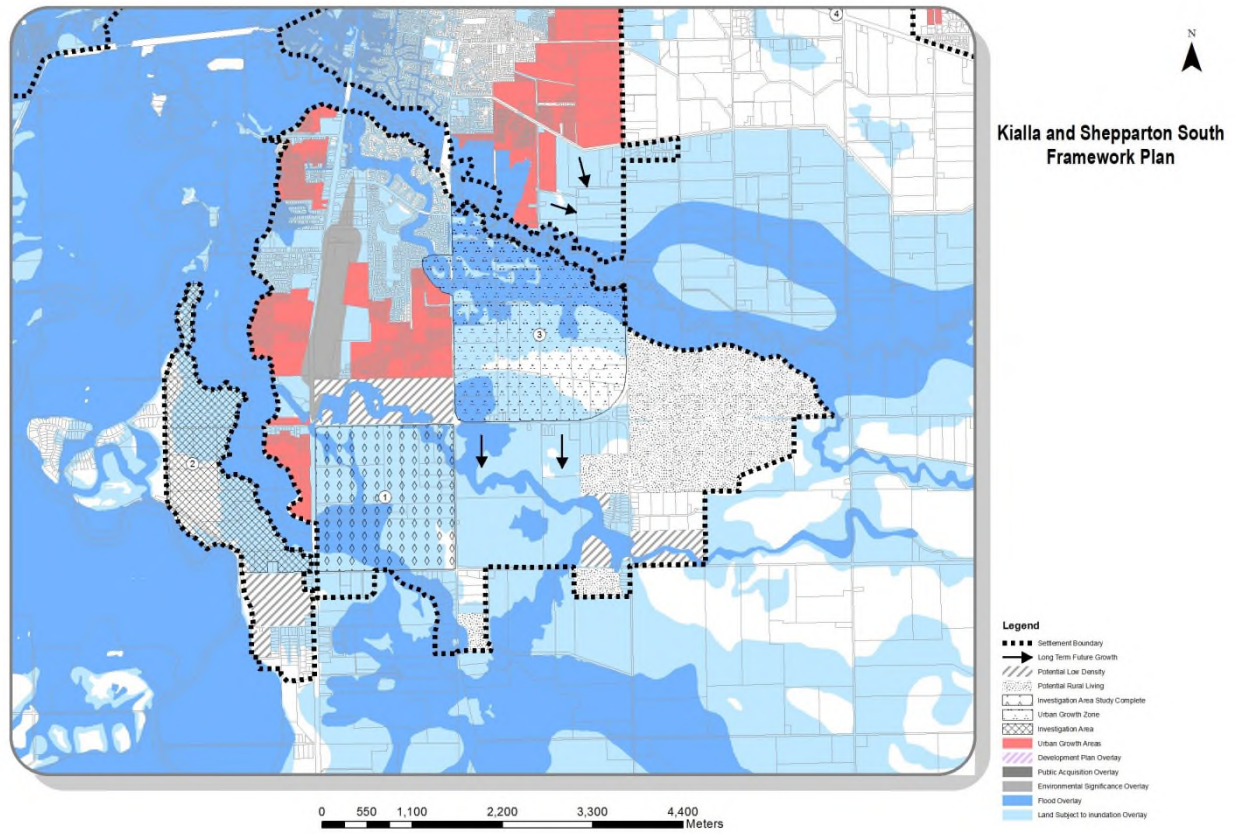 4
N
Kialla and Shepparton South
Framework Plan
3
2
1
Legend
Settlement Boundary
Long Term Future Growth
Potential Low Density
Potential Rural Living
Investigation Area Study Complete
Urban Growth Zone
Investigation Area
Urban Growth Areas
Development Plan Overlay
Public Acquisition Overlay
Environmental Significance Overlay
Flood Overlay
Land Subject to Inundation Overlay
0 550 1,100 2,200 3,300 4,400
Meters